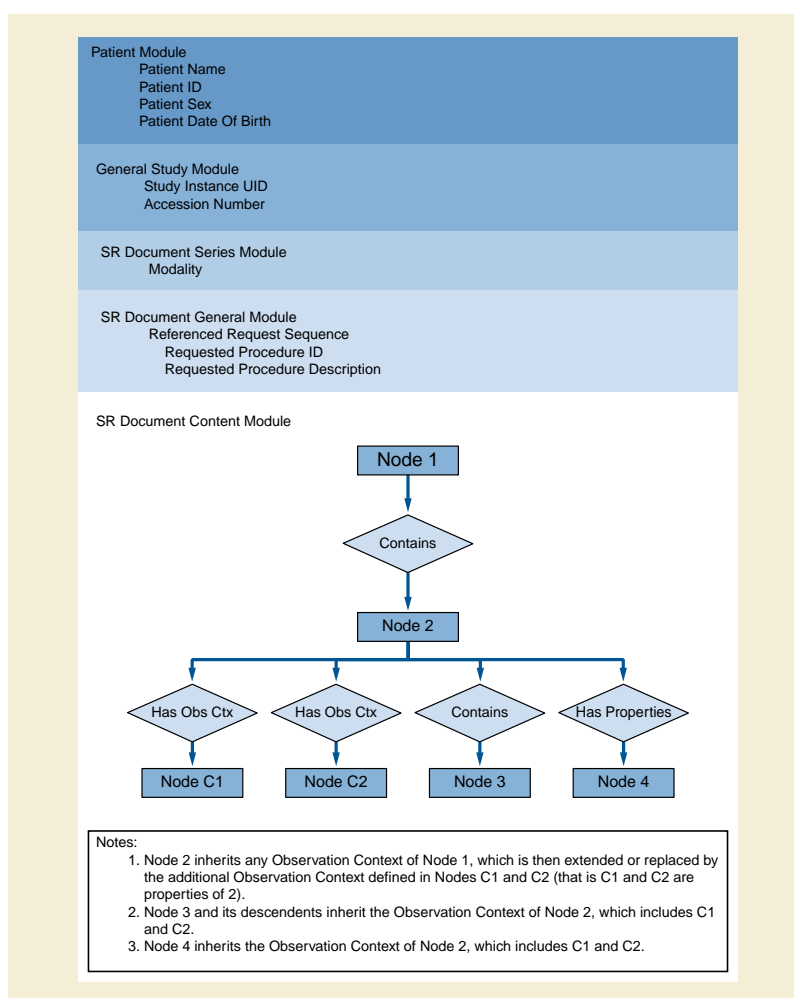 Patient Module
Patient Name
Patient ID
Patient Sex
Patient Date Of Birth
General Study Module
Study Instance UID
Accession Number
SR Document Series Module
Modality
SR Document General Module
Referenced Request Sequence
Requested Procedure ID
Requested Procedure Description
SR Document Content Module
Node 1
Contains
Node 2
Has Obs Ctx
Has Obs Ctx
Contains
Has Properties
Node C1
Node C2
Node 3
Node 4
Notes:
1. Node 2 inherits any Observation Context of Node 1, which is then extended or replaced by
the additional Observation Context defined in Nodes C1 and C2 (that is C1 and C2 are
properties of 2).
2. Node 3 and its descendents inherit the Observation Context of Node 2, which includes C1
and C2.
3. Node 4 inherits the Observation Context of Node 2, which includes C1 and C2.